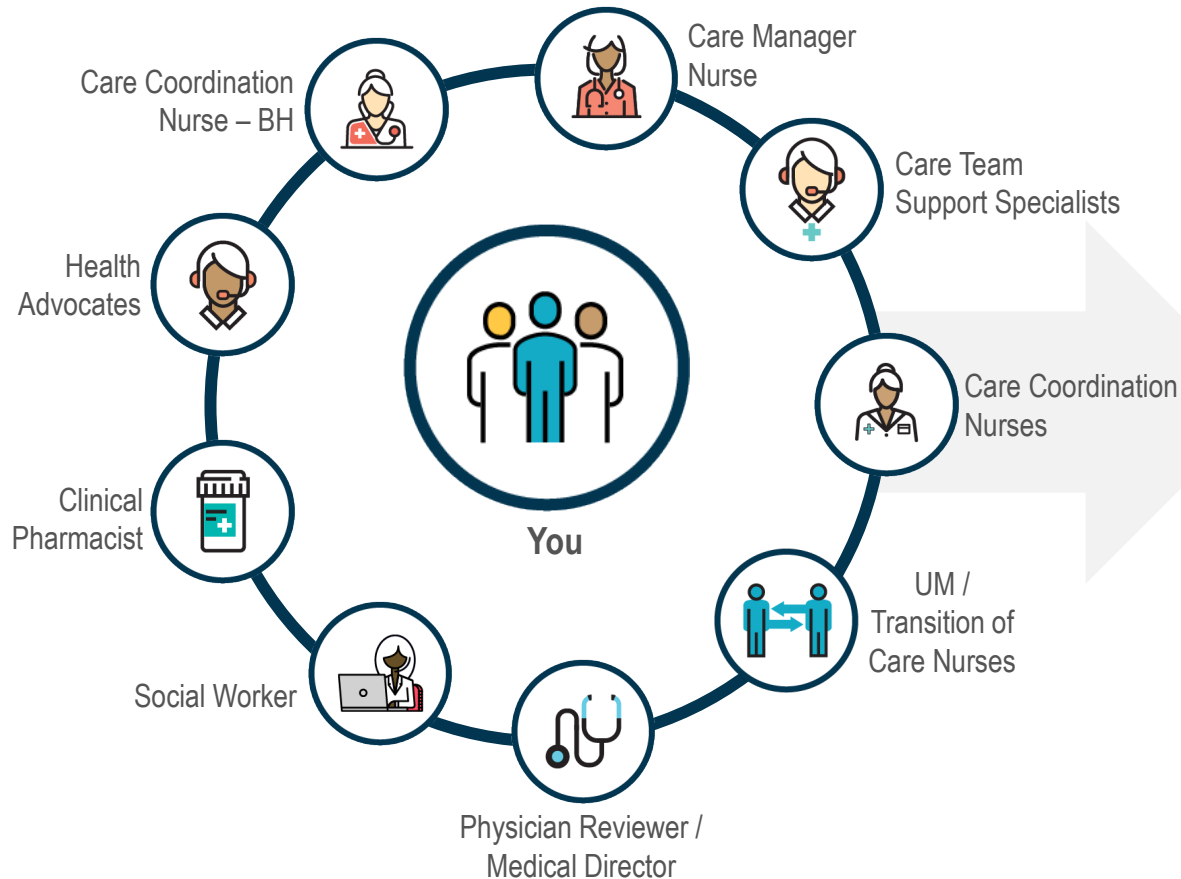 Care Manager
Nurse
Care Coordination
Nurse – BH
Care Team
Support Specialists
Health
Advocates
Care Coordination
Nurses
Clinical
Pharmacist
You
UM /
Transition of
Care Nurses
Social Worker
Physician Reviewer /
Medical Director